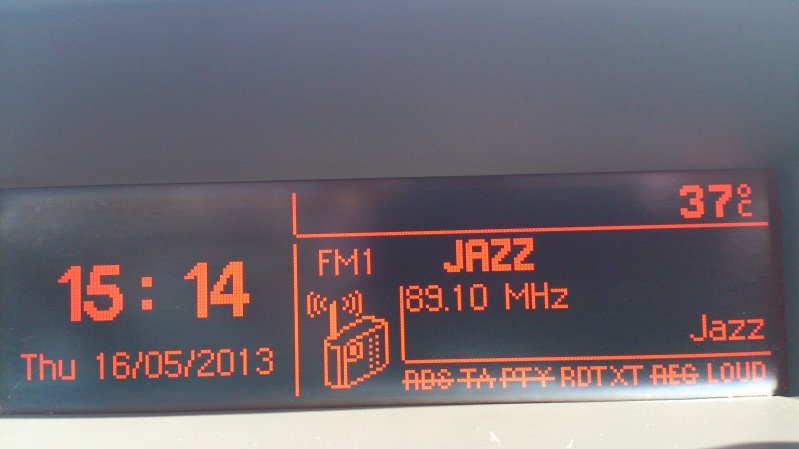 37°C
FM1 JAZZ
15:14
89.10 MHz
Jazz
Thu 16/05/2013
RDS TA PTY RDTXT REG LOUD